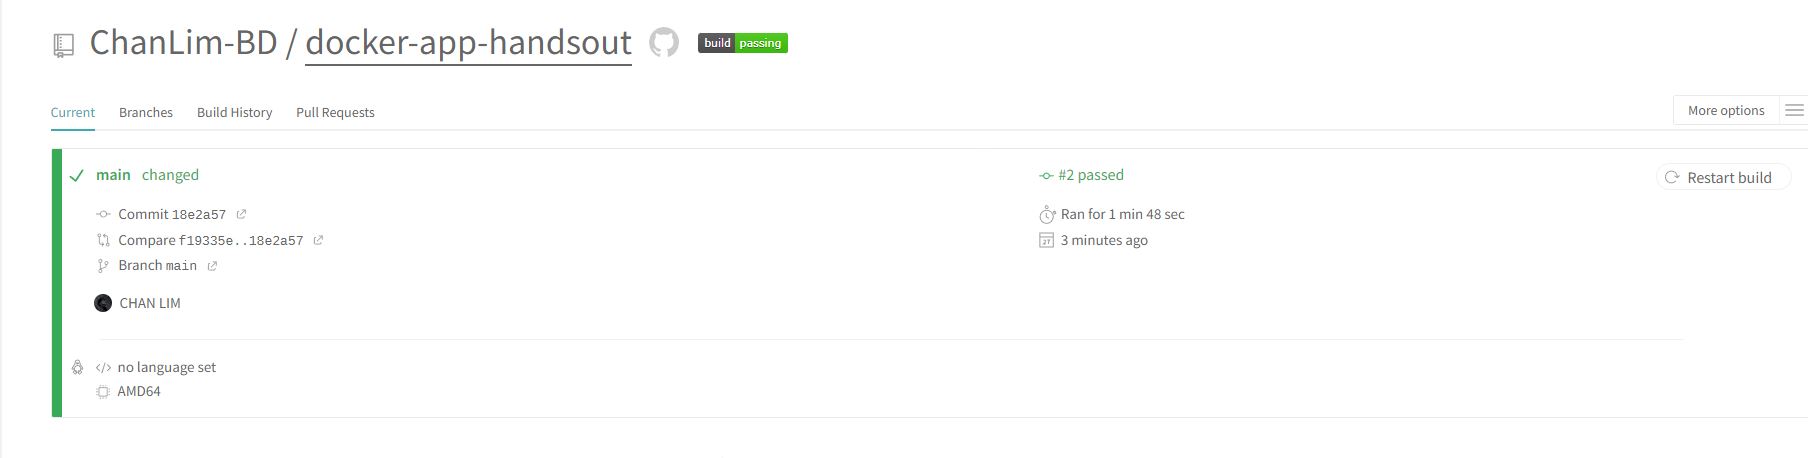 ChanLim-BD / docker-app-handsout build passing
Current Branches Build History Pull Requests More options
main changed #2 passed Restart build
Commit 18e2a57 Ran for 1 min 48 sec
Compare f19335e..18e2a57 3 minutes ago
Branch main
CHAN LIM
</> no language set
AMD64